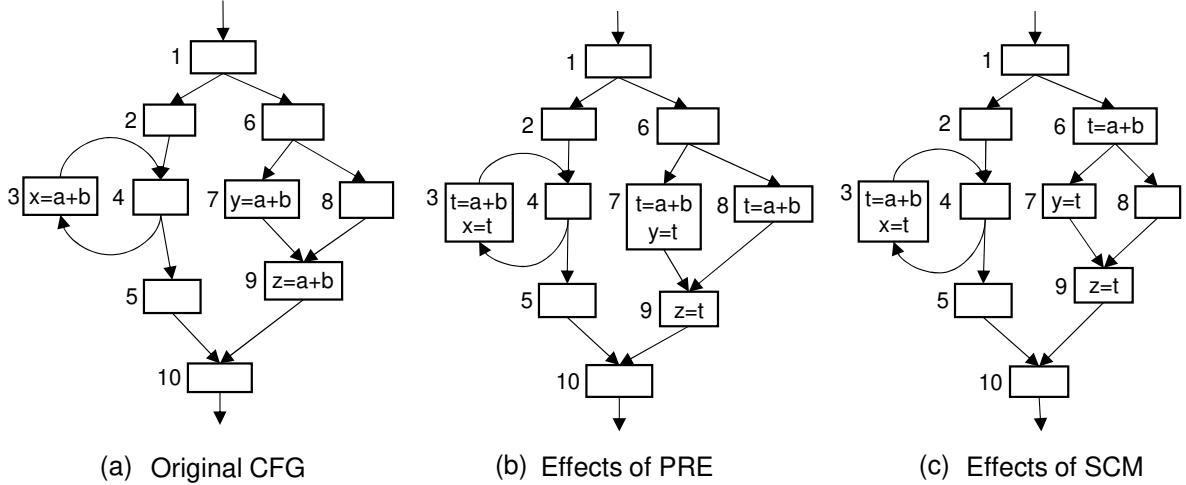 1
2
6
3
x=a+b
4
7
y=a+b
8
5
9
z=a+b
10
(a) Original CFG
1
2
6
3
t=a+b
x=t
4
7
t=a+b
y=t
8
t=a+b
5
9
z=t
10
(b) Effects of PRE
1
2
6
t=a+b
3
t=a+b
x=t
4
7
y=t
8
5
9
z=t
10
(c) Effects of SCM